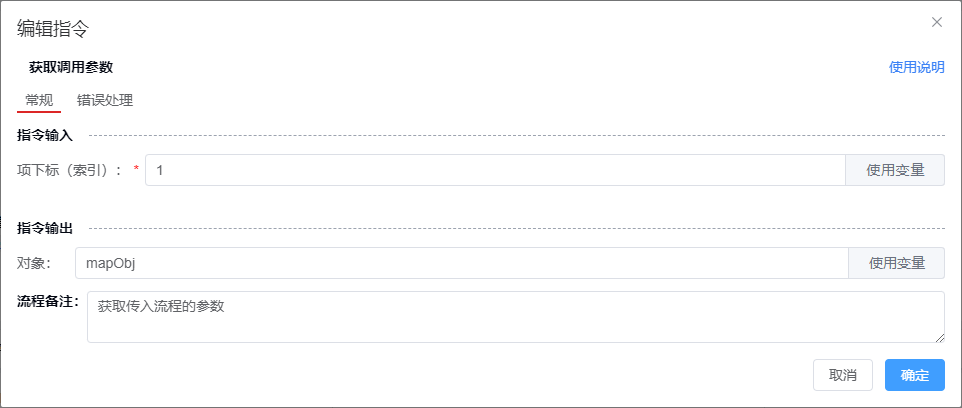 编辑指令
获取调用参数 使用说明
常规 错误处理
指令输入
项下标（索引）： * 1 使用变量
指令输出
对象： mapObj 使用变量
流程备注： 获取传入流程的参数
取消 确定